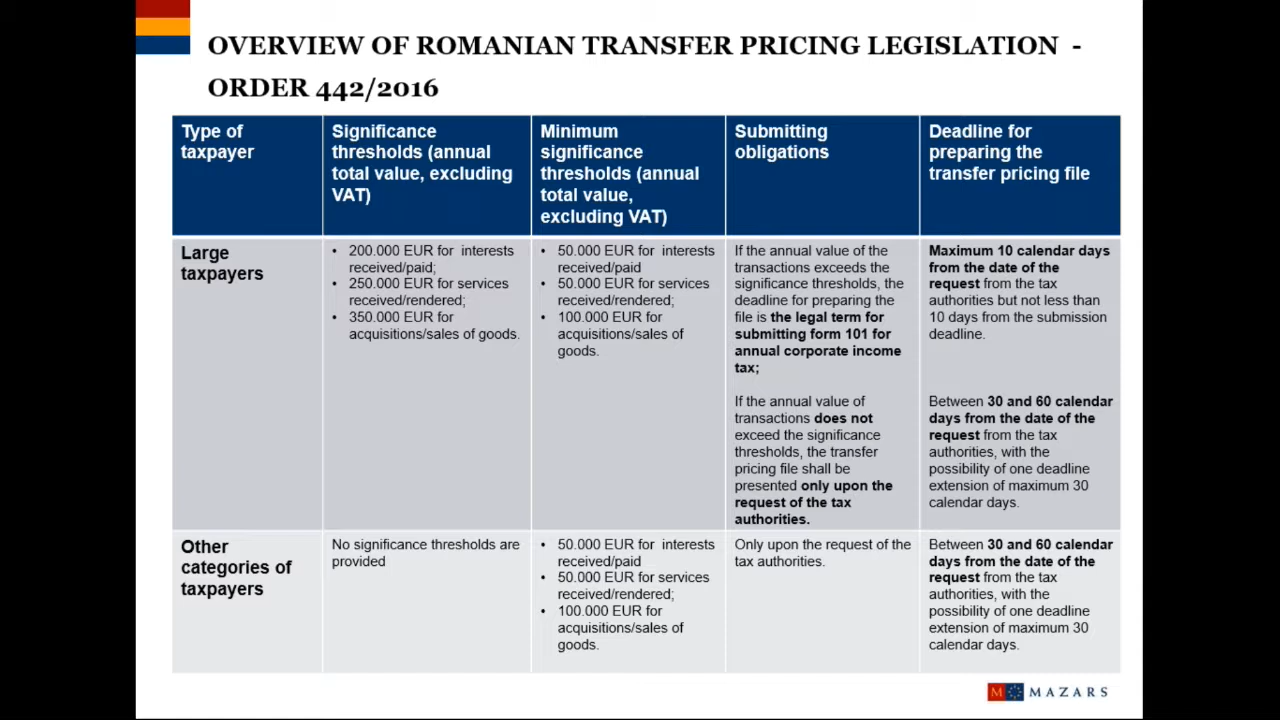 OVERVIEW OF ROMANIAN TRANSFER PRICING LEGISLATION -
ORDER 442/2016
Type of
taxpayer
Significance
thresholds (annual
total value, excluding
VAT)
Minimum
significance
thresholds (annual
total value,
excluding VAT)
Submitting
obligations
Deadline for
preparing the
transfer pricing file
Large
taxpayers
• 200.000 EUR for interests
received/paid;
• 250.000 EUR for services
received/rendered;
• 350.000 EUR for
acquisitions/sales of goods.
• 50.000 EUR for interests
received/paid
• 50.000 EUR for services
received/rendered;
• 100.000 EUR for
acquisitions/sales of
goods.
If the annual value of the
transactions exceeds the
significance thresholds, the
deadline for preparing the
file is the legal term for
submitting form 101 for
annual corporate income
tax;
If the annual value of
transactions does not
exceed the significance
thresholds, the transfer
pricing file shall be
presented only upon the
request of the tax
authorities.
Maximum 10 calendar days
from the date of the
request from the tax
authorities but not less than
10 days from the submission
deadline.
Between 30 and 60 calendar
days from the date of the
request from the tax
authorities, with the
possibility of one deadline
extension of maximum 30
calendar days.
Other
categories of
taxpayers
No significance thresholds are
provided
• 50.000 EUR for interests
received/paid
• 50.000 EUR for services
received/rendered;
• 100.000 EUR for
acquisitions/sales of
goods.
Only upon the request of the
tax authorities.
Between 30 and 60 calendar
days from the date of the
request from the tax
authorities, with the
possibility of one deadline
extension of maximum 30
calendar days.
M MAZARS